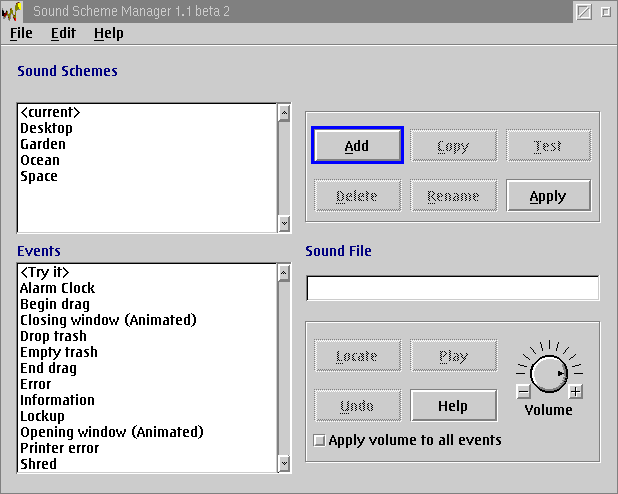 Sound Scheme Manager 1.1 beta 2
File Edit Help
Sound Schemes
<current>
Desktop
Garden
Ocean
Space
Add Copy Test
Delete Rename Apply
Events
<Try it>
Alarm Clock
Begin drag
Closing window (Animated)
Drop trash
Empty trash
End drag
Error
Information
Lockup
Opening window (Animated)
Printer error
Shred
Sound File
Locate Play
Undo Help
Volume
Apply volume to all events